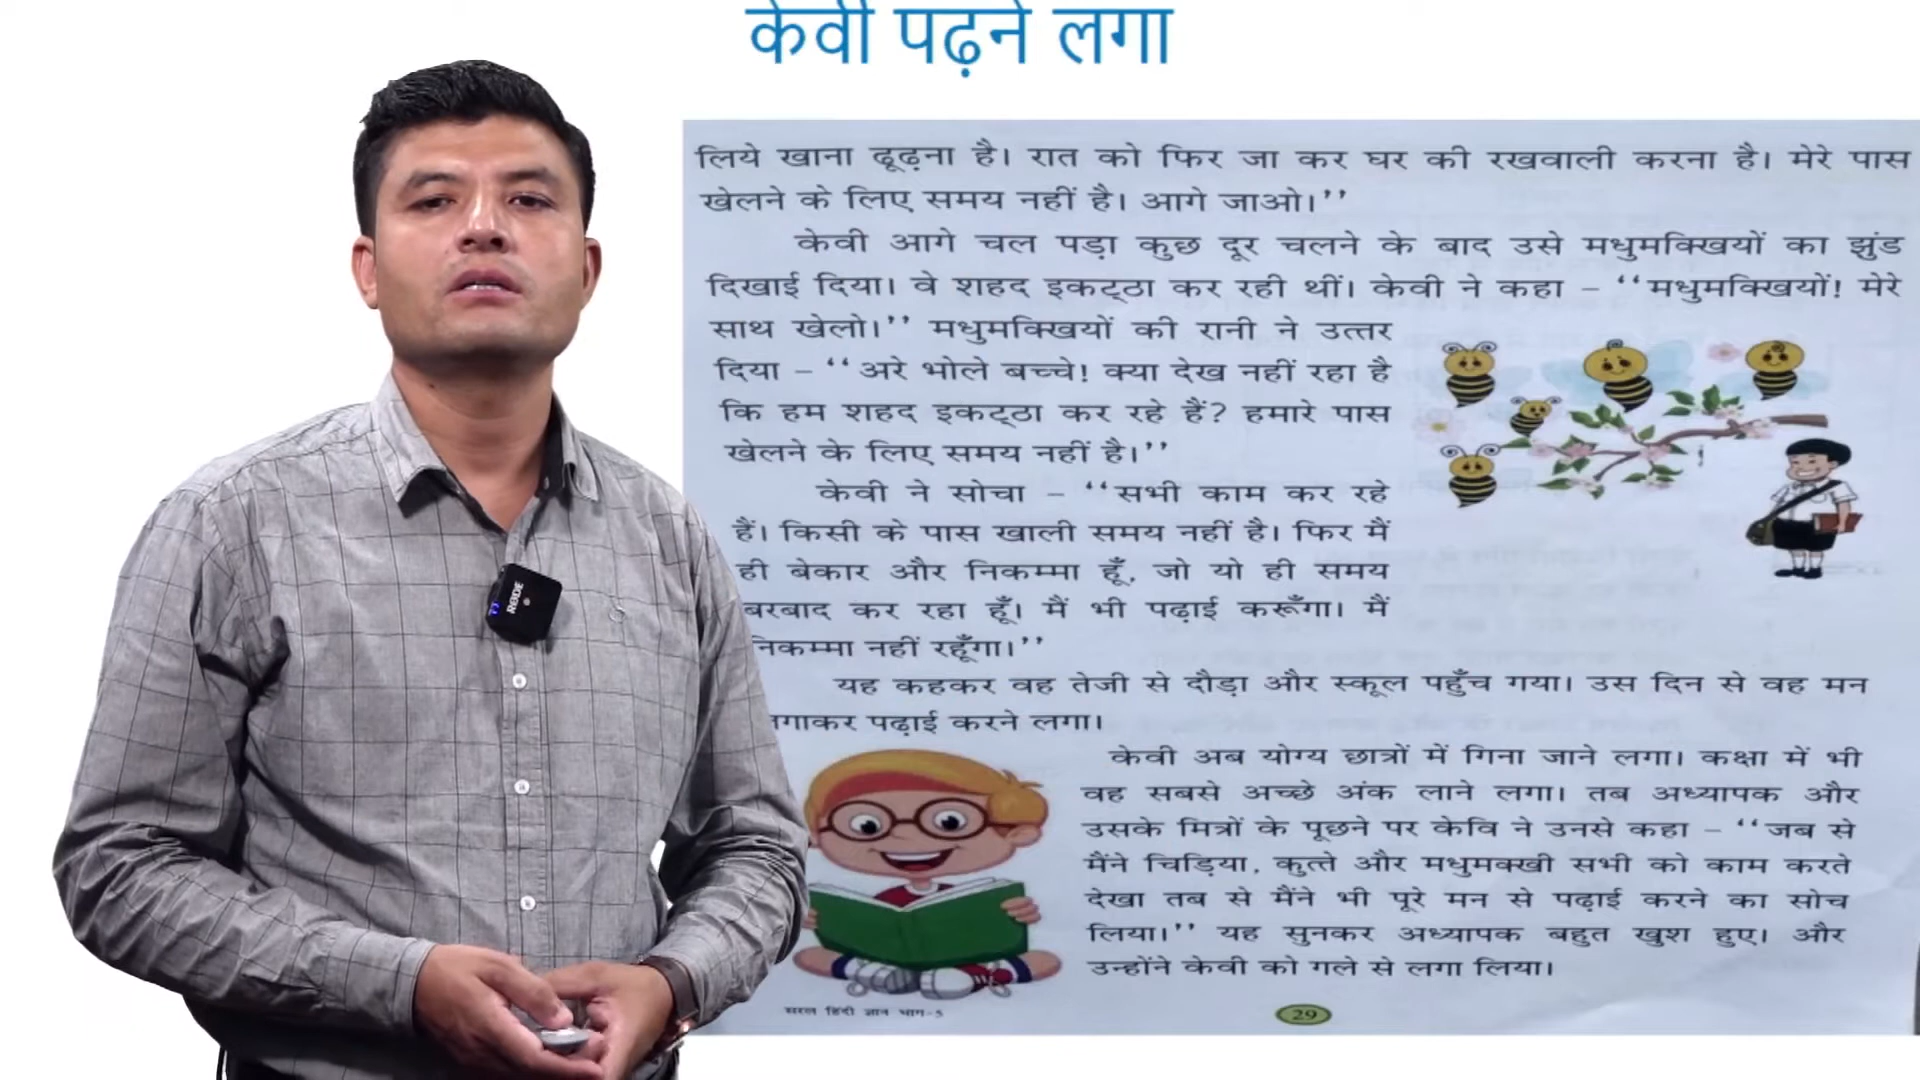 केवी पढ़ने लगा
लिये खाना ढूढ़ना है। रात को फिर जा कर घर की रखवाली करना है। मेरे पास
खेलने के लिए समय नहीं है। आगे जाओ।’’
केवी आगे चल पड़ा कुछ दूर चलने के बाद उसे मधुमक्खियों का झुंड
दिखाई दिया। वे शहद इकट्ठा कर रही थीं। केवी ने कहा – ‘‘मधुमक्खियों! मेरे
साथ खेलो।’’ मधुमक्खियों की रानी ने उत्तर
दिया – ‘‘अरे भोले बच्चे! क्या देख नहीं रहा है
कि हम शहद इकट्ठा कर रहे हैं? हमारे पास
खेलने के लिए समय नहीं है।’’
केवी ने सोचा – ‘‘सभी काम कर रहे
हैं। किसी के पास खाली समय नहीं है। फिर मैं
ही बेकार और निकम्मा हूँ, जो यो ही समय
बरबाद कर रहा हूँ। मैं भी पढ़ाई करूँगा। मैं
निकम्मा नहीं रहूँगा।’’
यह कहकर वह तेजी से दौड़ा और स्कूल पहुँच गया। उस दिन से वह मन
गाकर पढ़ाई करने लगा।
केवी अब योग्य छात्रों में गिना जाने लगा। कक्षा में भी
वह सबसे अच्छे अंक लाने लगा। तब अध्यापक और
उसके मित्रों के पूछने पर केवि ने उनसे कहा – ‘‘जब से
मैंने चिड़िया, कुत्ते और मधुमक्खी सभी को काम करते
देखा तब से मैंने भी पूरे मन से पढ़ाई करने का सोच
लिया।’’ यह सुनकर अध्यापक बहुत खुश हुए। और
उन्होंने केवी को गले से लगा लिया।
सरल हिंदी ज्ञान भाग-5
29
RØDE